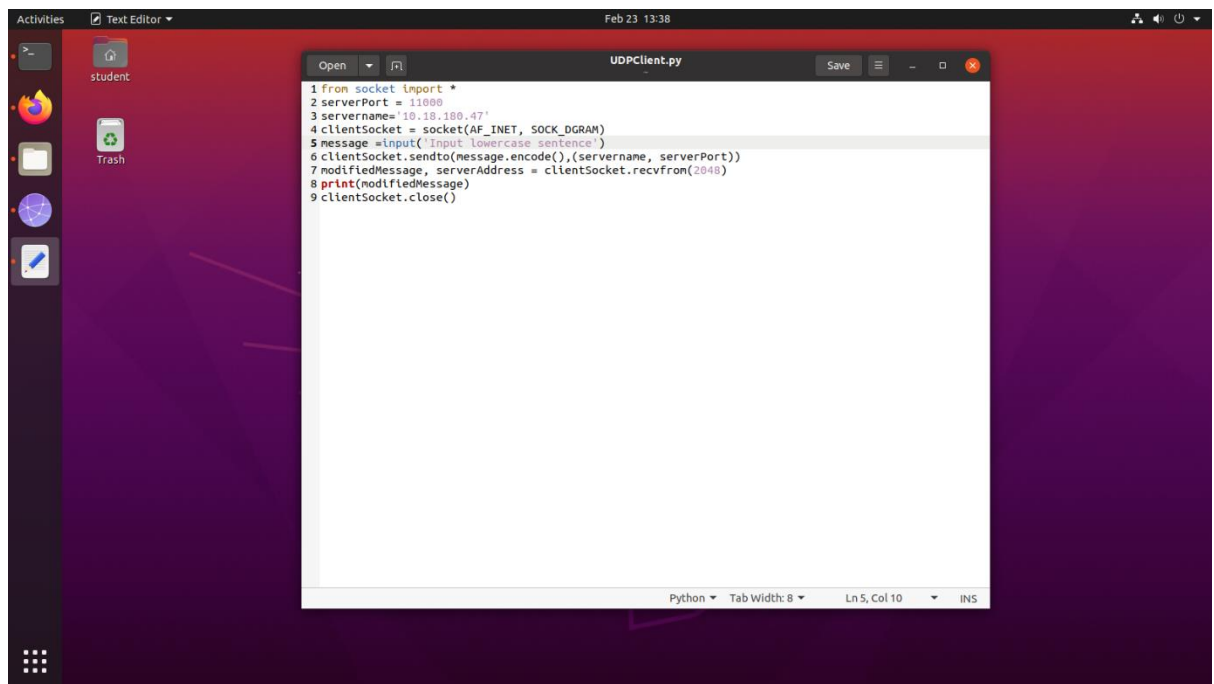 Activities Text Editor Feb 23 13:38
student
Trash
Open UDPClient.py Save
~
1 from socket import *
2 serverPort = 11000
3 servername='10.18.180.47'
4 clientSocket = socket(AF_INET, SOCK_DGRAM)
5 message =input('Input lowercase sentence')
6 clientSocket.sendto(message.encode(),(servername, serverPort))
7 modifiedMessage, serverAddress = clientSocket.recvfrom(2048)
8 print(modifiedMessage)
9 clientSocket.close()
Python Tab Width: 8 Ln 5, Col 10 INS